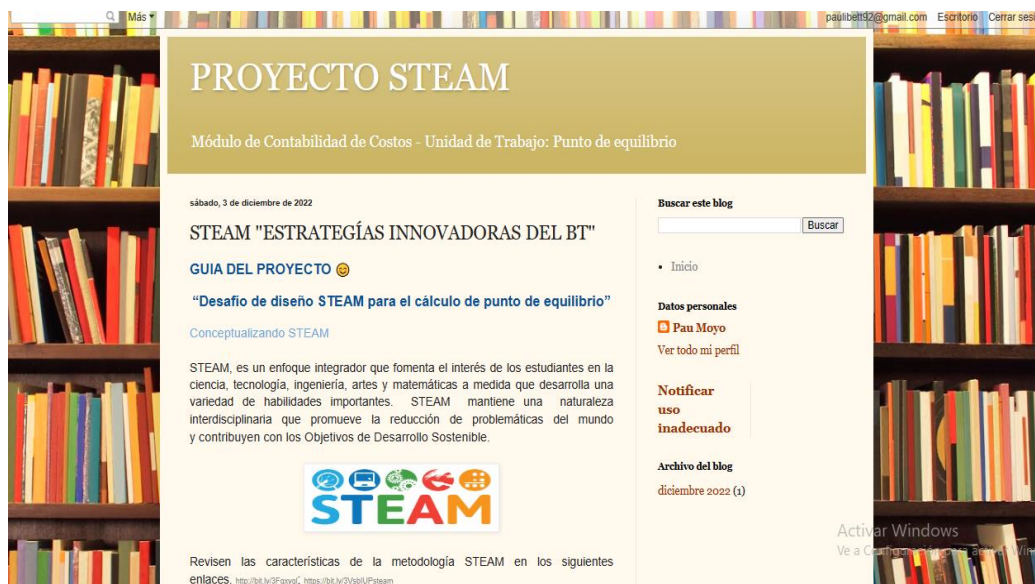 Más
paulibett92@gmail.com Escritorio Cerrar sesi
PROYECTO STEAM
Módulo de Contabilidad de Costos - Unidad de Trabajo: Punto de equilibrio
sábado, 3 de diciembre de 2022
STEAM "ESTRATEGÍAS INNOVADORAS DEL BT"
GUIA DEL PROYECTO 😊
“Desafio de diseño STEAM para el cálculo de punto de equilibrio”
Conceptualizando STEAM
STEAM, es un enfoque integrador que fomenta el interés de los estudiantes en la
ciencia, tecnología, ingeniería, artes y matemáticas a medida que desarrolla una
variedad de habilidades importantes. STEAM mantiene una naturaleza
interdisciplinaria que promueve la reducción de problemáticas del mundo
y contribuyen con los Objetivos de Desarrollo Sostenible.
STEAM
Revisen las características de la metodología STEAM en los siguientes
enlaces.
Buscar este blog
Buscar
Inicio
Datos personales
Pau Moyo
Ver todo mi perfil
Notificar
uso
inadecuado
Archivo del blog
diciembre 2022 (1)
Activar Windows
Ve a Configuración para activar Win